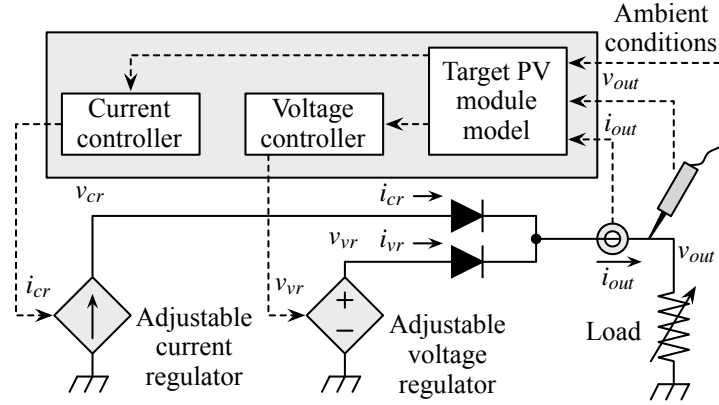 Ambient
conditions
Target PV
module
model
v_out
Current
controller
Voltage
controller
i_out
v_cr
i_cr
v_vr
i_vr
v_out
i_cr
v_vr
+
−
i_out
Adjustable
current
regulator
Adjustable
voltage
regulator
Load